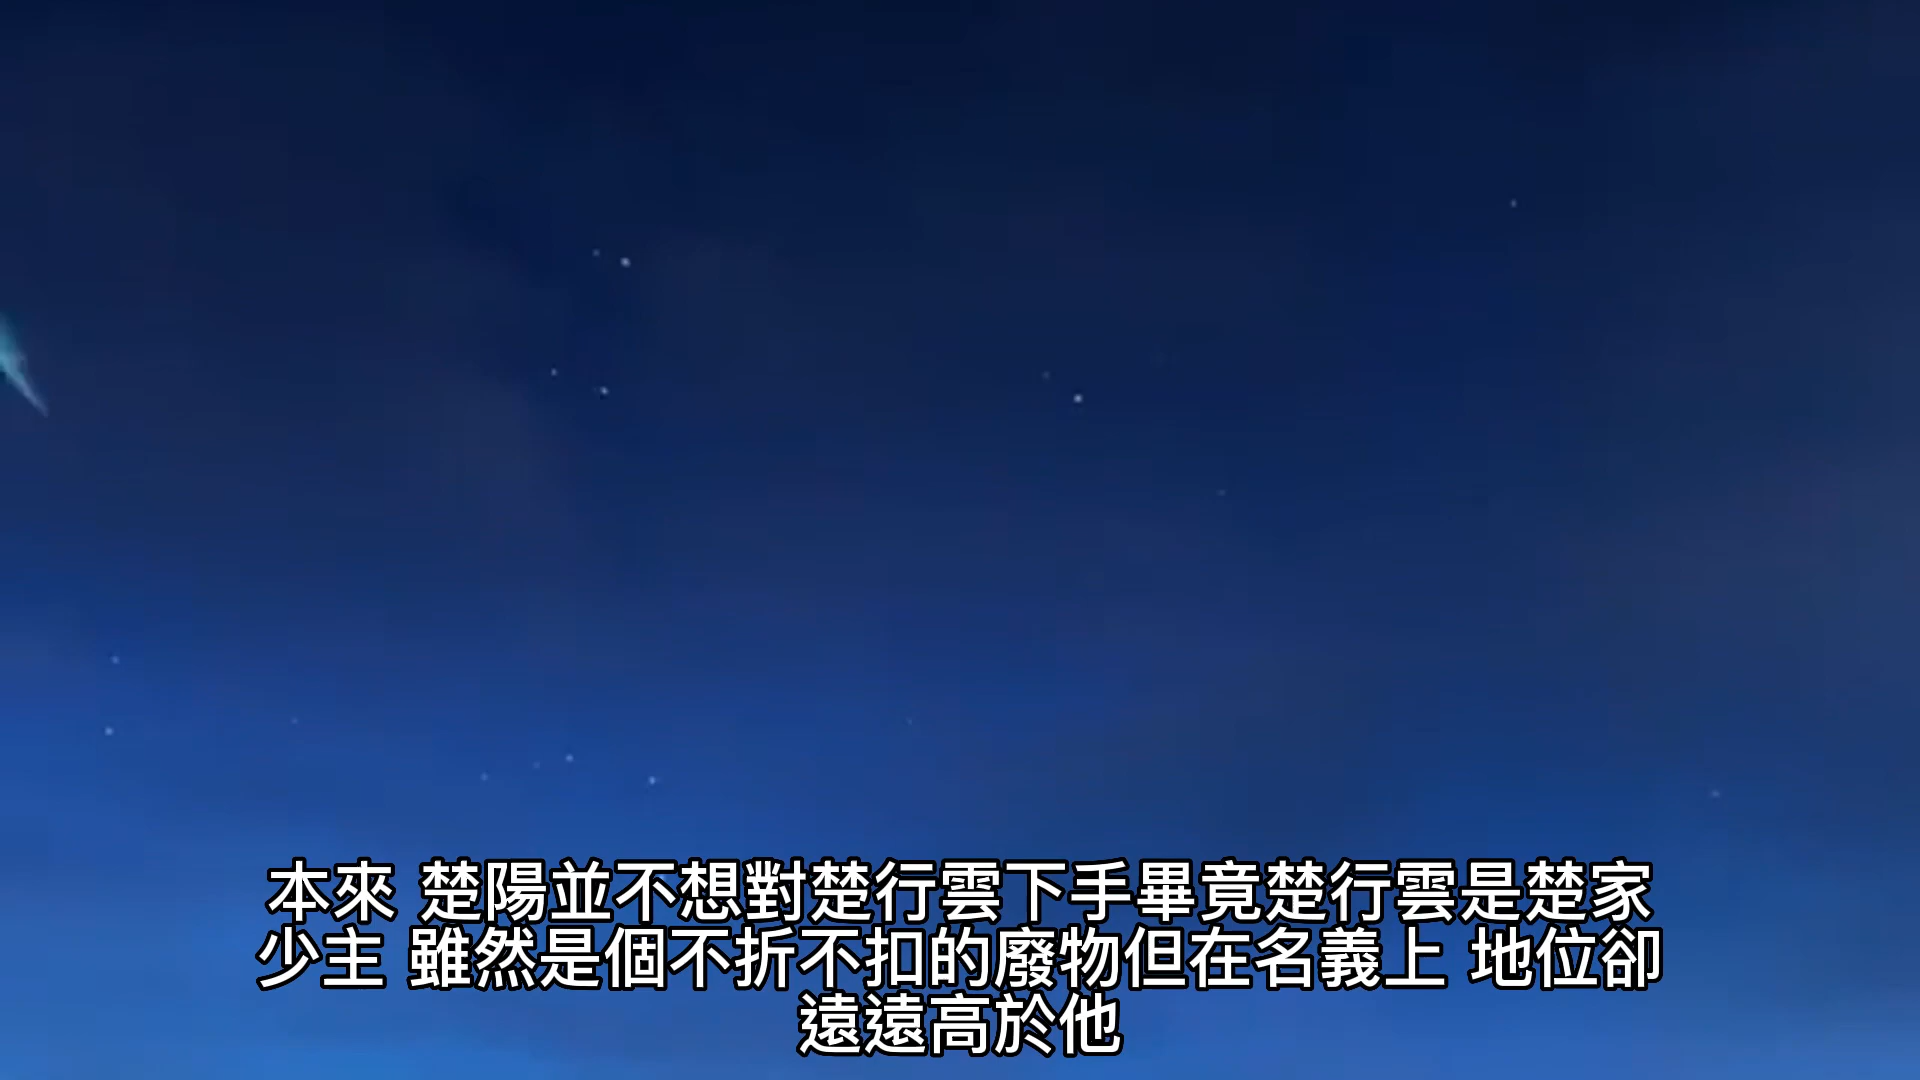 本來 楚陽並不想對楚行雲下手畢竟楚行雲是楚家
少主 雖然是個不折不扣的廢物但在名義上 地位卻
遠遠高於他